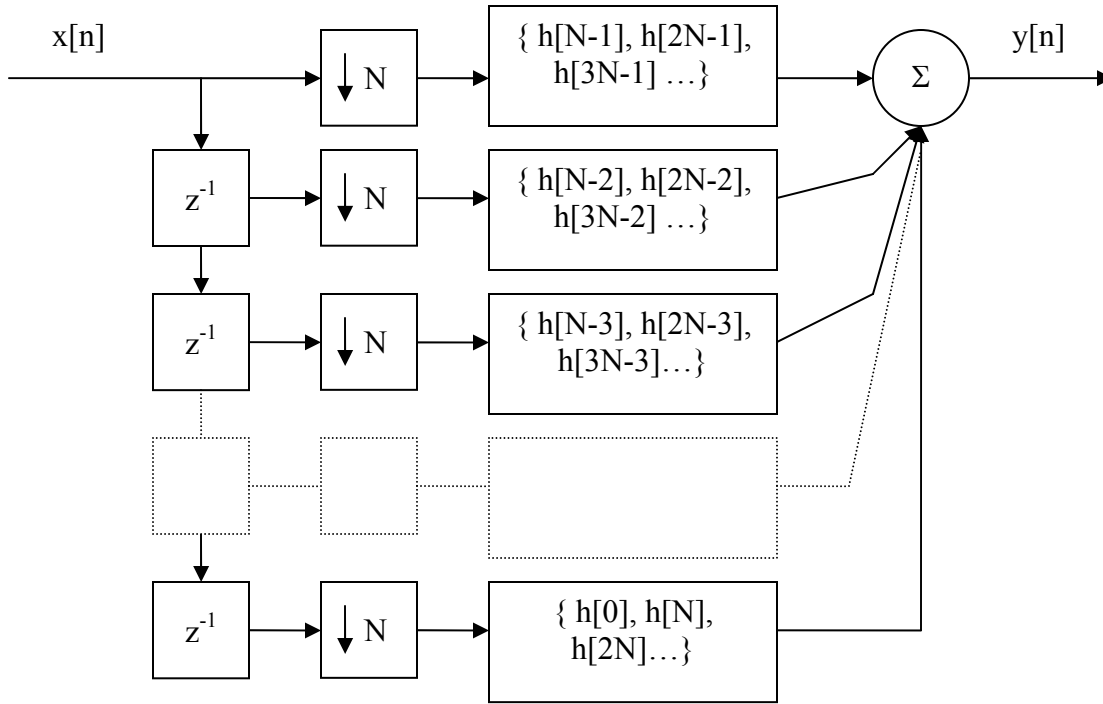 x[n]
↓ N
{ h[N-1], h[2N-1],
h[3N-1] …}
Σ
y[n]
z⁻¹
↓ N
{ h[N-2], h[2N-2],
h[3N-2] …}
z⁻¹
↓ N
{ h[N-3], h[2N-3],
h[3N-3]…}
z⁻¹
↓ N
{ h[0], h[N],
h[2N]…}